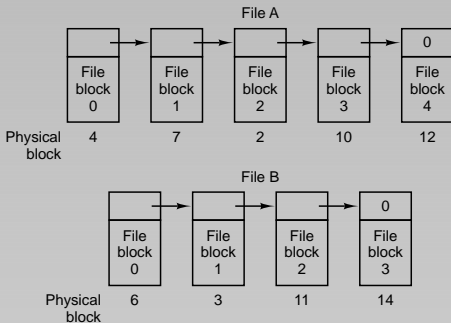 File A
0
File block 0
File block 1
File block 2
File block 3
File block 4
Physical block
4 7 2 10 12
File B
0
File block 0
File block 1
File block 2
File block 3
Physical block
6 3 11 14